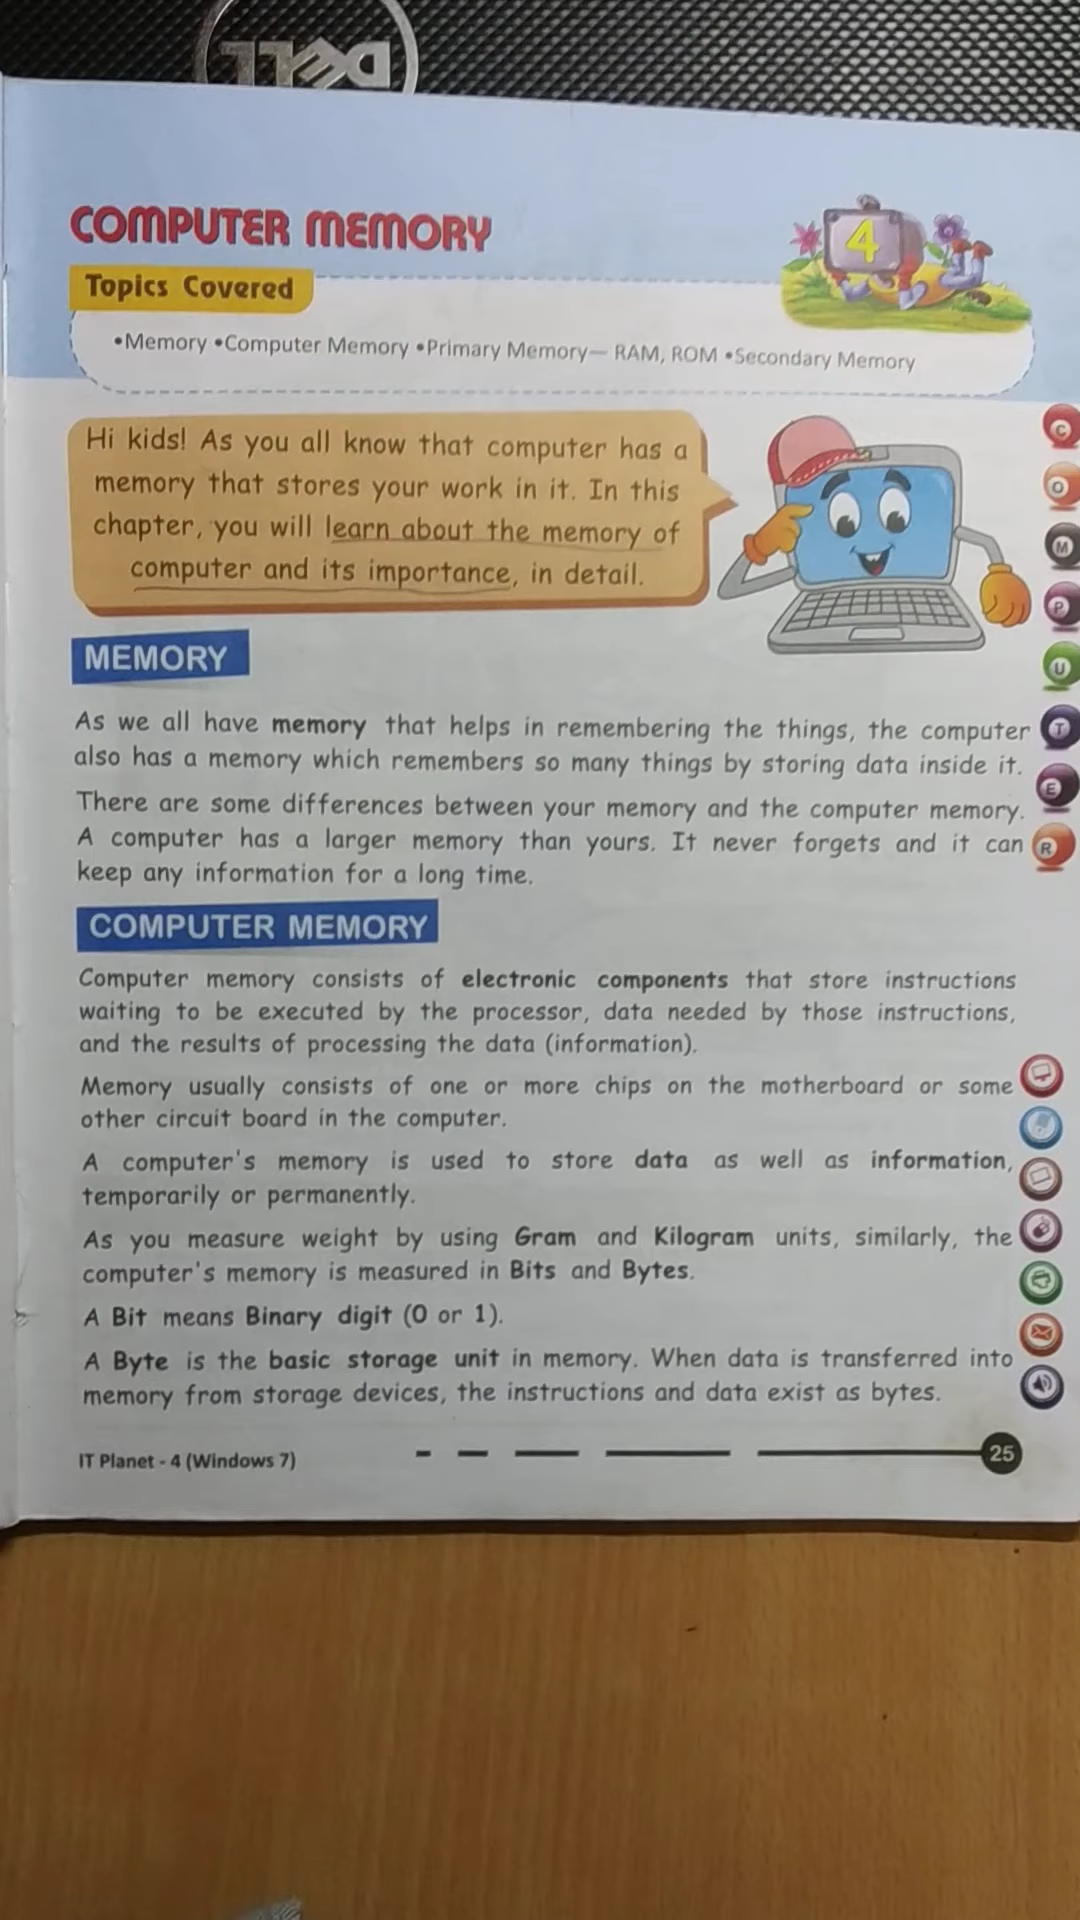 DELL
COMPUTER MEMORY
4
Topics Covered
•Memory •Computer Memory •Primary Memory— RAM, ROM •Secondary Memory
Hi kids! As you all know that computer has a
memory that stores your work in it. In this
chapter, you will learn about the memory of
computer and its importance, in detail.
C
O
M
P
U
T
E
R
MEMORY
As we all have memory that helps in remembering the things, the computer
also has a memory which remembers so many things by storing data inside it.
There are some differences between your memory and the computer memory.
A computer has a larger memory than yours. It never forgets and it can
keep any information for a long time.
COMPUTER MEMORY
Computer memory consists of electronic components that store instructions
waiting to be executed by the processor, data needed by those instructions,
and the results of processing the data (information).
Memory usually consists of one or more chips on the motherboard or some
other circuit board in the computer.
A computer's memory is used to store data as well as information,
temporarily or permanently.
As you measure weight by using Gram and Kilogram units, similarly, the
computer's memory is measured in Bits and Bytes.
A Bit means Binary digit (0 or 1).
A Byte is the basic storage unit in memory. When data is transferred into
memory from storage devices, the instructions and data exist as bytes.
IT Planet - 4 (Windows 7)
25